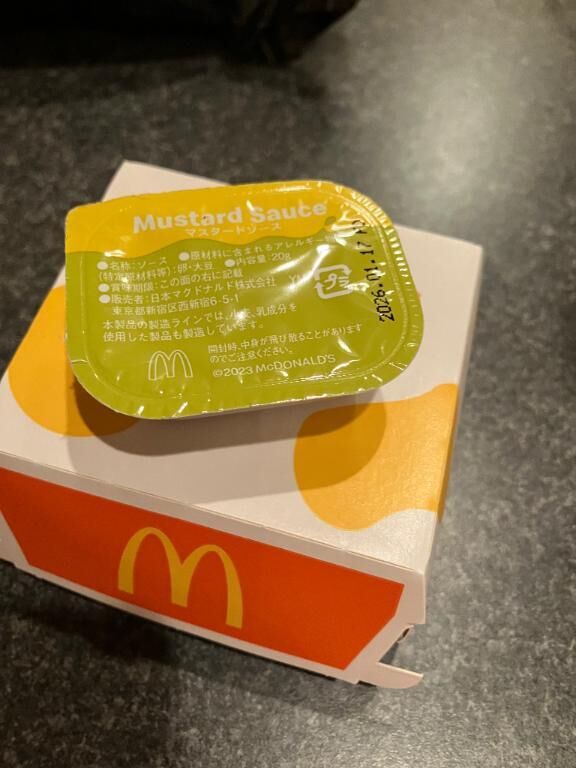 Mustard Sauce
マスタードソース
●名称:ソース ●原材料に含まれるアレルギー
(特定原材料等):卵・大豆 ●内容量:20g
●賞味期限:この面の右に記載
●販売者:日本マクドナルド株式会社
東京都新宿区西新宿6-5-1
本製品の製造ラインでは、小麦、乳成分を
使用した製品も製造しています。
開封時、中身が飛び散ることがあります
のでご注意ください。
©2023 McDONALD'S
プラ
2026.01.17